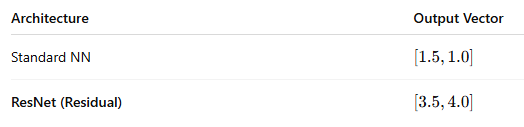 Architecture Output Vector
Standard NN [1.5, 1.0]
ResNet (Residual) [3.5, 4.0]